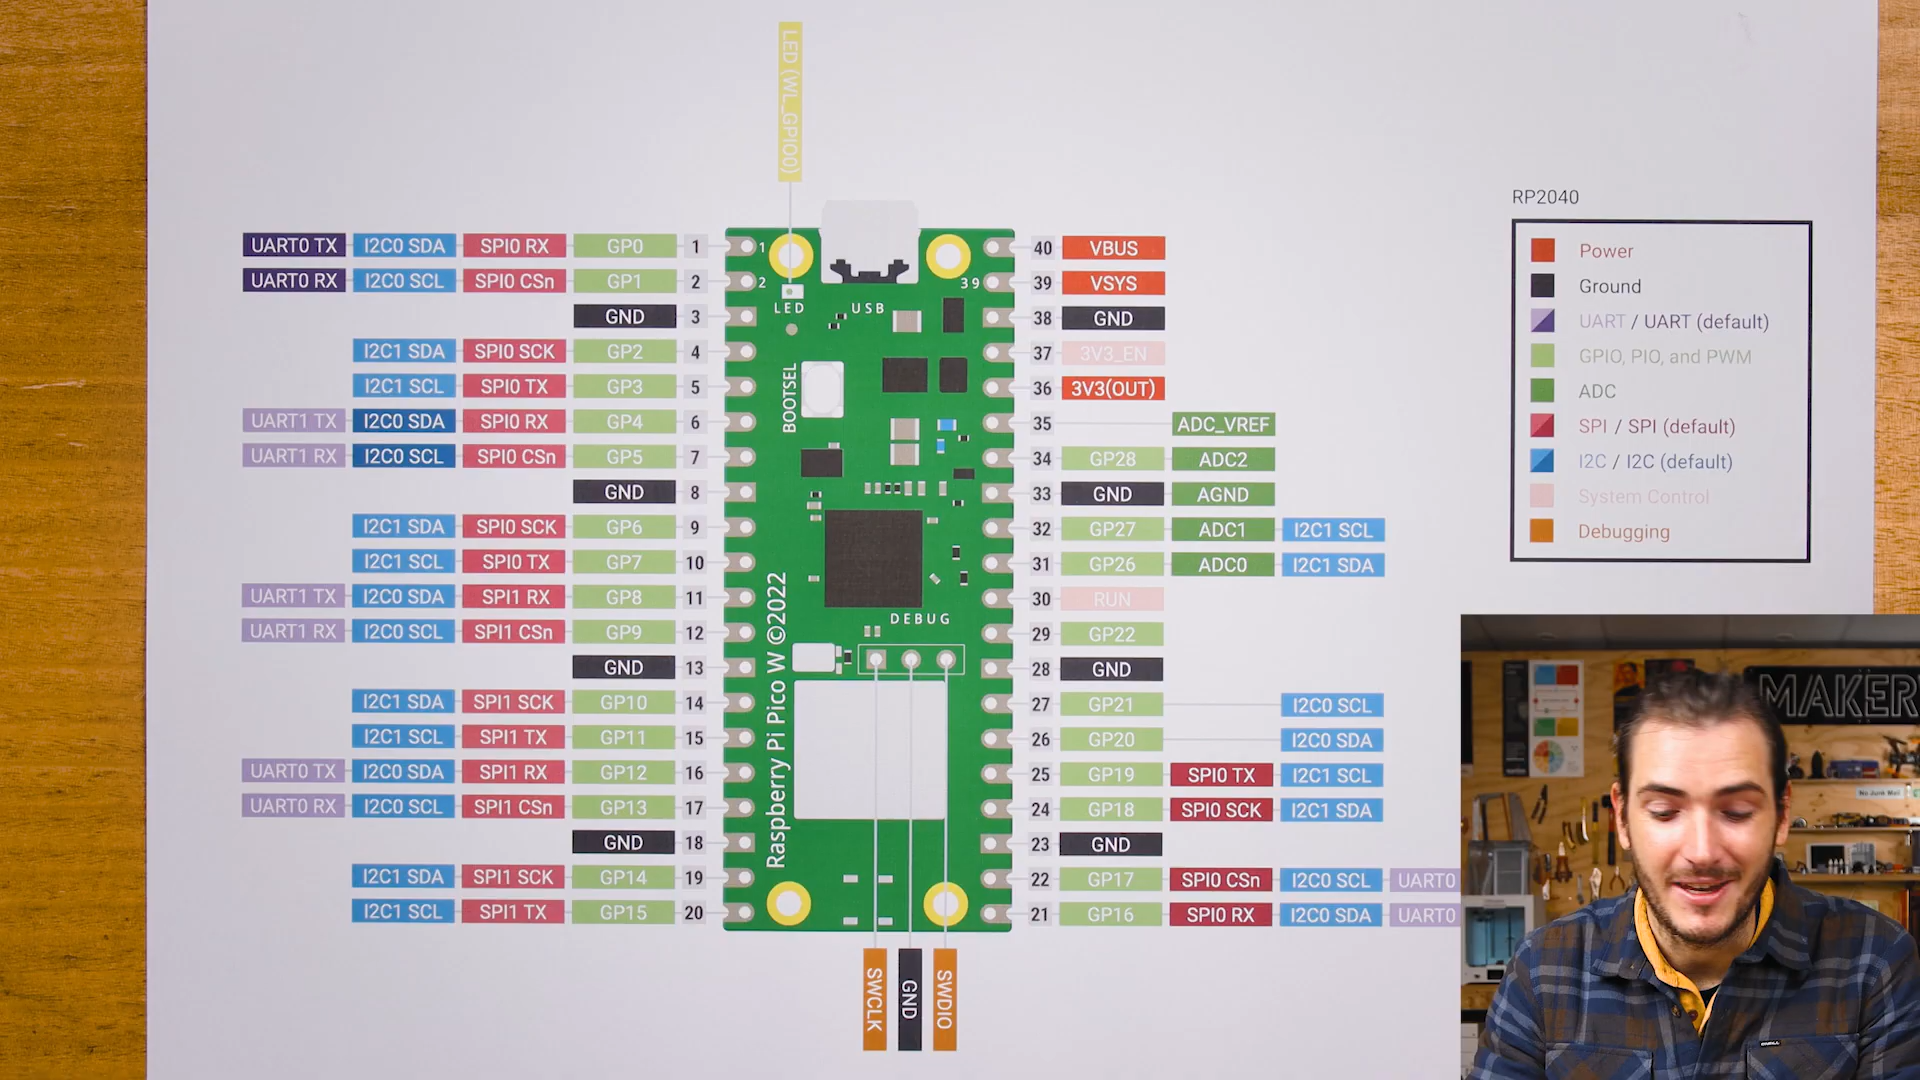 LED (WL_GPIO0)
UART0 TX I2C0 SDA SPI0 RX GP0 1 1 40 VBUS
UART0 RX I2C0 SCL SPI0 CSn GP1 2 2 39 39 VSYS
GND 3 LED USB 38 GND
I2C1 SDA SPI0 SCK GP2 4 37 3V3_EN
I2C1 SCL SPI0 TX GP3 5 BOOTSEL 36 3V3(OUT)
UART1 TX I2C0 SDA SPI0 RX GP4 6 35 ADC_VREF
UART1 RX I2C0 SCL SPI0 CSn GP5 7 34 GP28 ADC2
GND 8 33 GND AGND
I2C1 SDA SPI0 SCK GP6 9 32 GP27 ADC1 I2C1 SCL
I2C1 SCL SPI0 TX GP7 10 31 GP26 ADC0 I2C1 SDA
UART1 TX I2C0 SDA SPI1 RX GP8 11 30 RUN
UART1 RX I2C0 SCL SPI1 CSn GP9 12 DEBUG 29 GP22
GND 13 28 GND
I2C1 SDA SPI1 SCK GP10 14 27 GP21 I2C0 SCL
I2C1 SCL SPI1 TX GP11 15 26 GP20 I2C0 SDA
UART0 TX I2C0 SDA SPI1 RX GP12 16 25 GP19 SPI0 TX I2C1 SCL
UART0 RX I2C0 SCL SPI1 CSn GP13 17 24 GP18 SPI0 SCK I2C1 SDA
GND 18 23 GND
I2C1 SDA SPI1 SCK GP14 19 22 GP17 SPI0 CSn I2C0 SCL UART0
I2C1 SCL SPI1 TX GP15 20 21 GP16 SPI0 RX I2C0 SDA UART0
Raspberry Pi Pico W ©2022
SWCLK GND SWDIO
RP2040
Power
Ground
UART / UART (default)
GPIO, PIO, and PWM
ADC
SPI / SPI (default)
I2C / I2C (default)
System Control
Debugging
MAKER
No Junk Mail